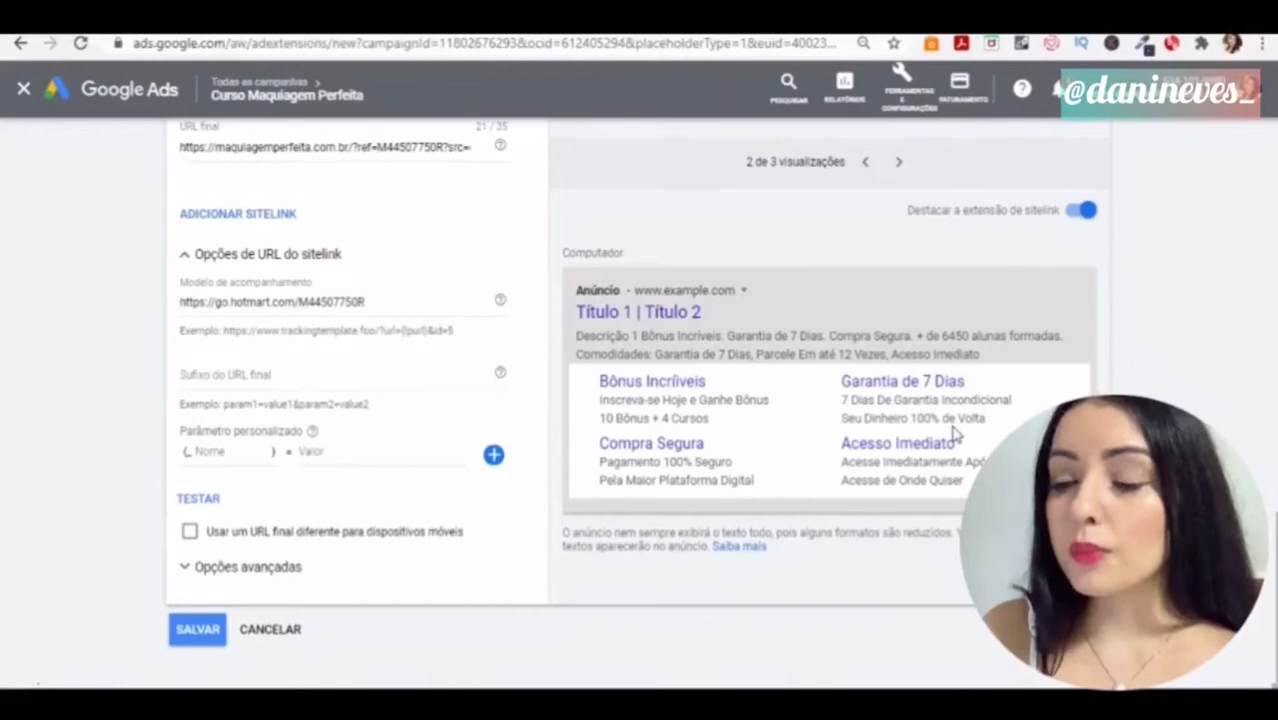 ads.google.com/aw/adextensions/new?campaignId=11802676293&ocid=612405294&placeholderType=1&euid=40023...
Google Ads
Todas as campanhas >
Curso Maquiagem Perfeita
PESQUISAR
RELATÓRIOS
FERRAMENTAS
E
CONFIGURAÇÕES
FATURAMENTO
@danineves_
URL final
21 / 35
https://maquiagemperfeita.com.br/?ref=M44507750R?src=
2 de 3 visualizações
ADICIONAR SITELINK
Destacar a extensão de sitelink
Opções de URL do sitelink
Modelo de acompanhamento
https://go.hotmart.com/M44507750R
Exemplo: https://www.trackingtemplate.foo/?url={lpurl}&id=5
Sufixo do URL final
Exemplo: param1=value1&param2=value2
Parâmetro personalizado
{_ Nome } = Valor
TESTAR
Usar um URL final diferente para dispositivos móveis
Opções avançadas
SALVAR
CANCELAR
Computador
Anúncio • www.example.com
Título 1 | Título 2
Descrição 1 Bônus Incríveis. Garantia de 7 Dias. Compra Segura. + de 6450 alunas formadas.
Comodidades: Garantia de 7 Dias, Parcele Em até 12 Vezes, Acesso Imediato
Bônus Incríiveis
Inscreva-se Hoje e Ganhe Bônus
10 Bônus + 4 Cursos
Garantia de 7 Dias
7 Dias De Garantia Incondicional
Seu Dinheiro 100% de Volta
Compra Segura
Pagamento 100% Seguro
Pela Maior Plataforma Digital
Acesso Imediato
Acesse Imediatamente Apó
Acesse de Onde Quiser
O anúncio nem sempre exibirá o texto todo, pois alguns formatos são reduzidos.
textos aparecerão no anúncio. Saiba mais